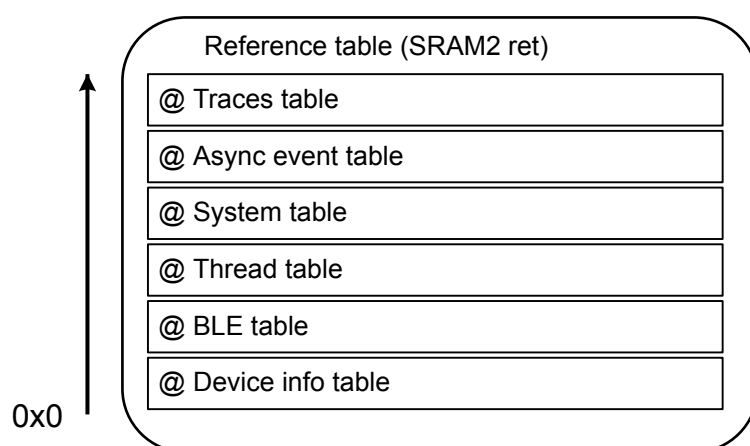 Reference table (SRAM2 ret)
@ Traces table
@ Async event table
@ System table
@ Thread table
@ BLE table
@ Device info table
0x0